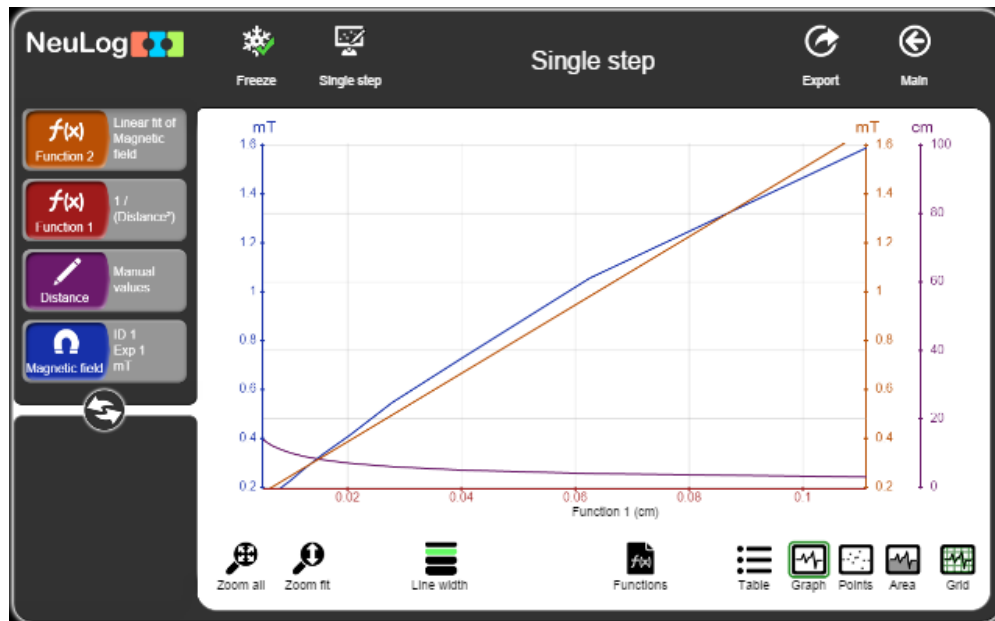 NeuLog
Freeze
Single step
Single step
Export
Main
f(x)
Function 2
Linear fit of
Magnetic
field
f(x)
Function 1
1 /
(Distance²)
Distance
Manual
values
Magnetic field
ID 1
Exp 1
mT
mT
mT
cm
1.6
1.4
1.2
1
0.8
0.6
0.4
0.2
1.6
1.4
1.2
1
0.8
0.6
0.4
0.2
100
80
60
40
20
0
0.02
0.04
0.06
0.08
0.1
Function 1 (cm)
Zoom all
Zoom fit
Line width
f(x)
Functions
Table
Graph
Points
Area
Grid